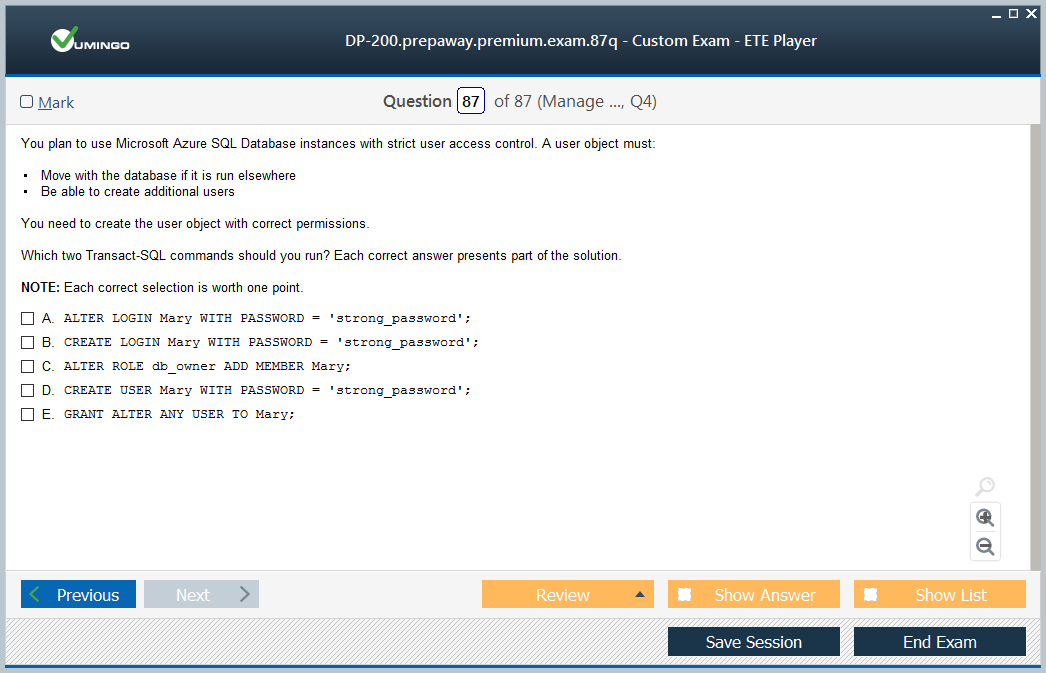 VUMINGO
DP-200.prepaway.premium.exam.87q - Custom Exam - ETE Player
Mark
Question 87 of 87 (Manage ..., Q4)
You plan to use Microsoft Azure SQL Database instances with strict user access control. A user object must:
▪ Move with the database if it is run elsewhere
▪ Be able to create additional users
You need to create the user object with correct permissions.
Which two Transact-SQL commands should you run? Each correct answer presents part of the solution.
NOTE: Each correct selection is worth one point.
A. ALTER LOGIN Mary WITH PASSWORD = 'strong_password';
B. CREATE LOGIN Mary WITH PASSWORD = 'strong_password';
C. ALTER ROLE db_owner ADD MEMBER Mary;
D. CREATE USER Mary WITH PASSWORD = 'strong_password';
E. GRANT ALTER ANY USER TO Mary;
Previous Next Review Show Answer Show List
Save Session End Exam